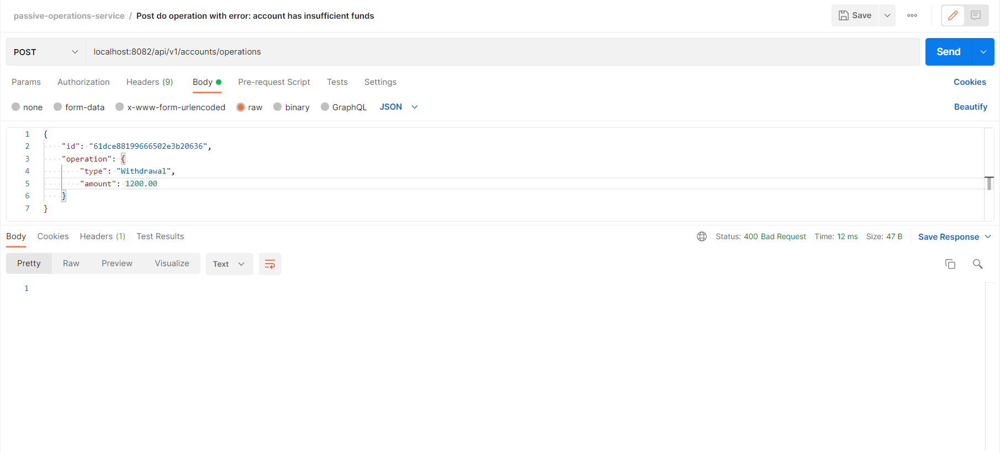 passive-operations-service / Post do operation with error: account has insufficient funds Save
POST localhost:8082/api/v1/accounts/operations Send
Params Authorization Headers (9) Body Pre-request Script Tests Settings Cookies
none form-data x-www-form-urlencoded raw binary GraphQL JSON Beautify
1 {
2 "id": "61dce88199666502e3b20636",
3 "operation": {
4 "type": "Withdrawal",
5 "amount": 1200.00
6 }
7 }
Body Cookies Headers (1) Test Results Status: 400 Bad Request Time: 12 ms Size: 47 B Save Response
Pretty Raw Preview Visualize Text
1